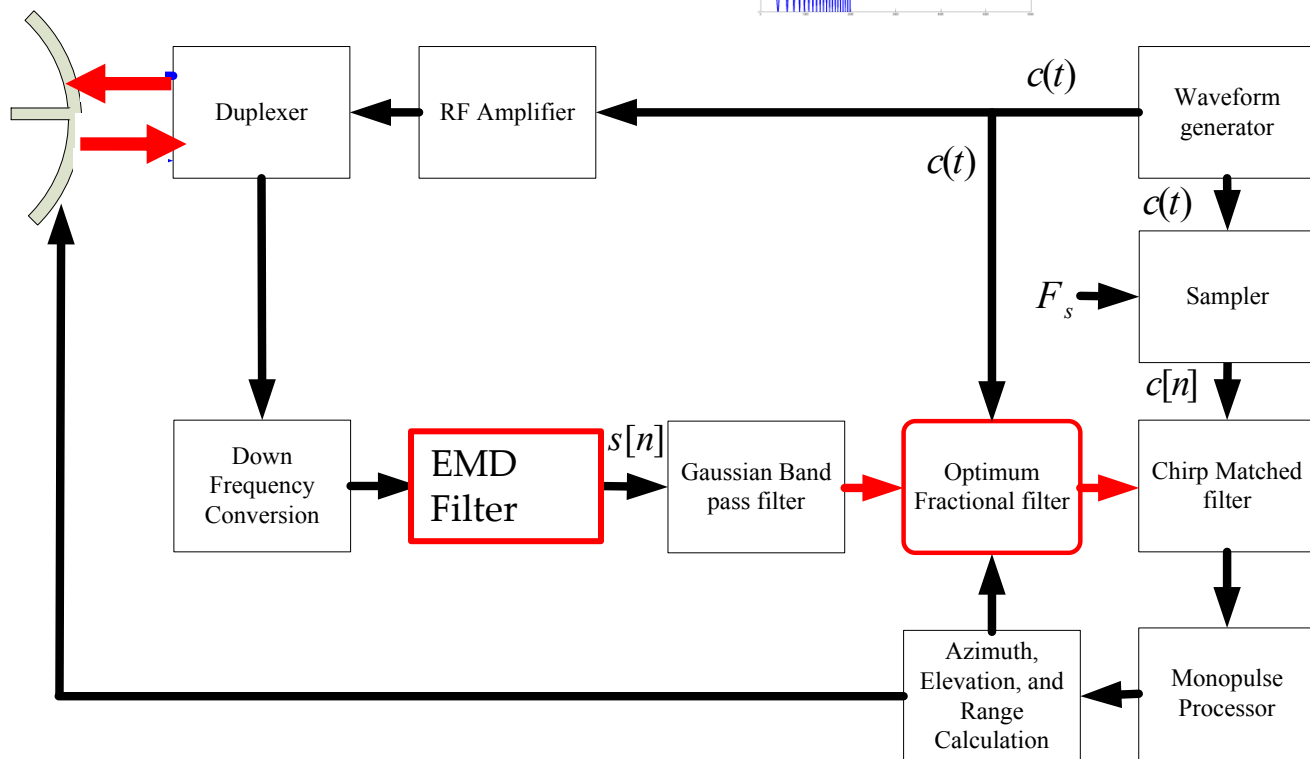 c(t)
Duplexer
RF Amplifier
Waveform
generator
c(t)
c(t)
F_s
Sampler
c[n]
Down
Frequency
Conversion
EMD
Filter
s[n]
Gaussian Band
pass filter
Optimum
Fractional filter
Chirp Matched
filter
Azimuth,
Elevation, and
Range
Calculation
Monopulse
Processor